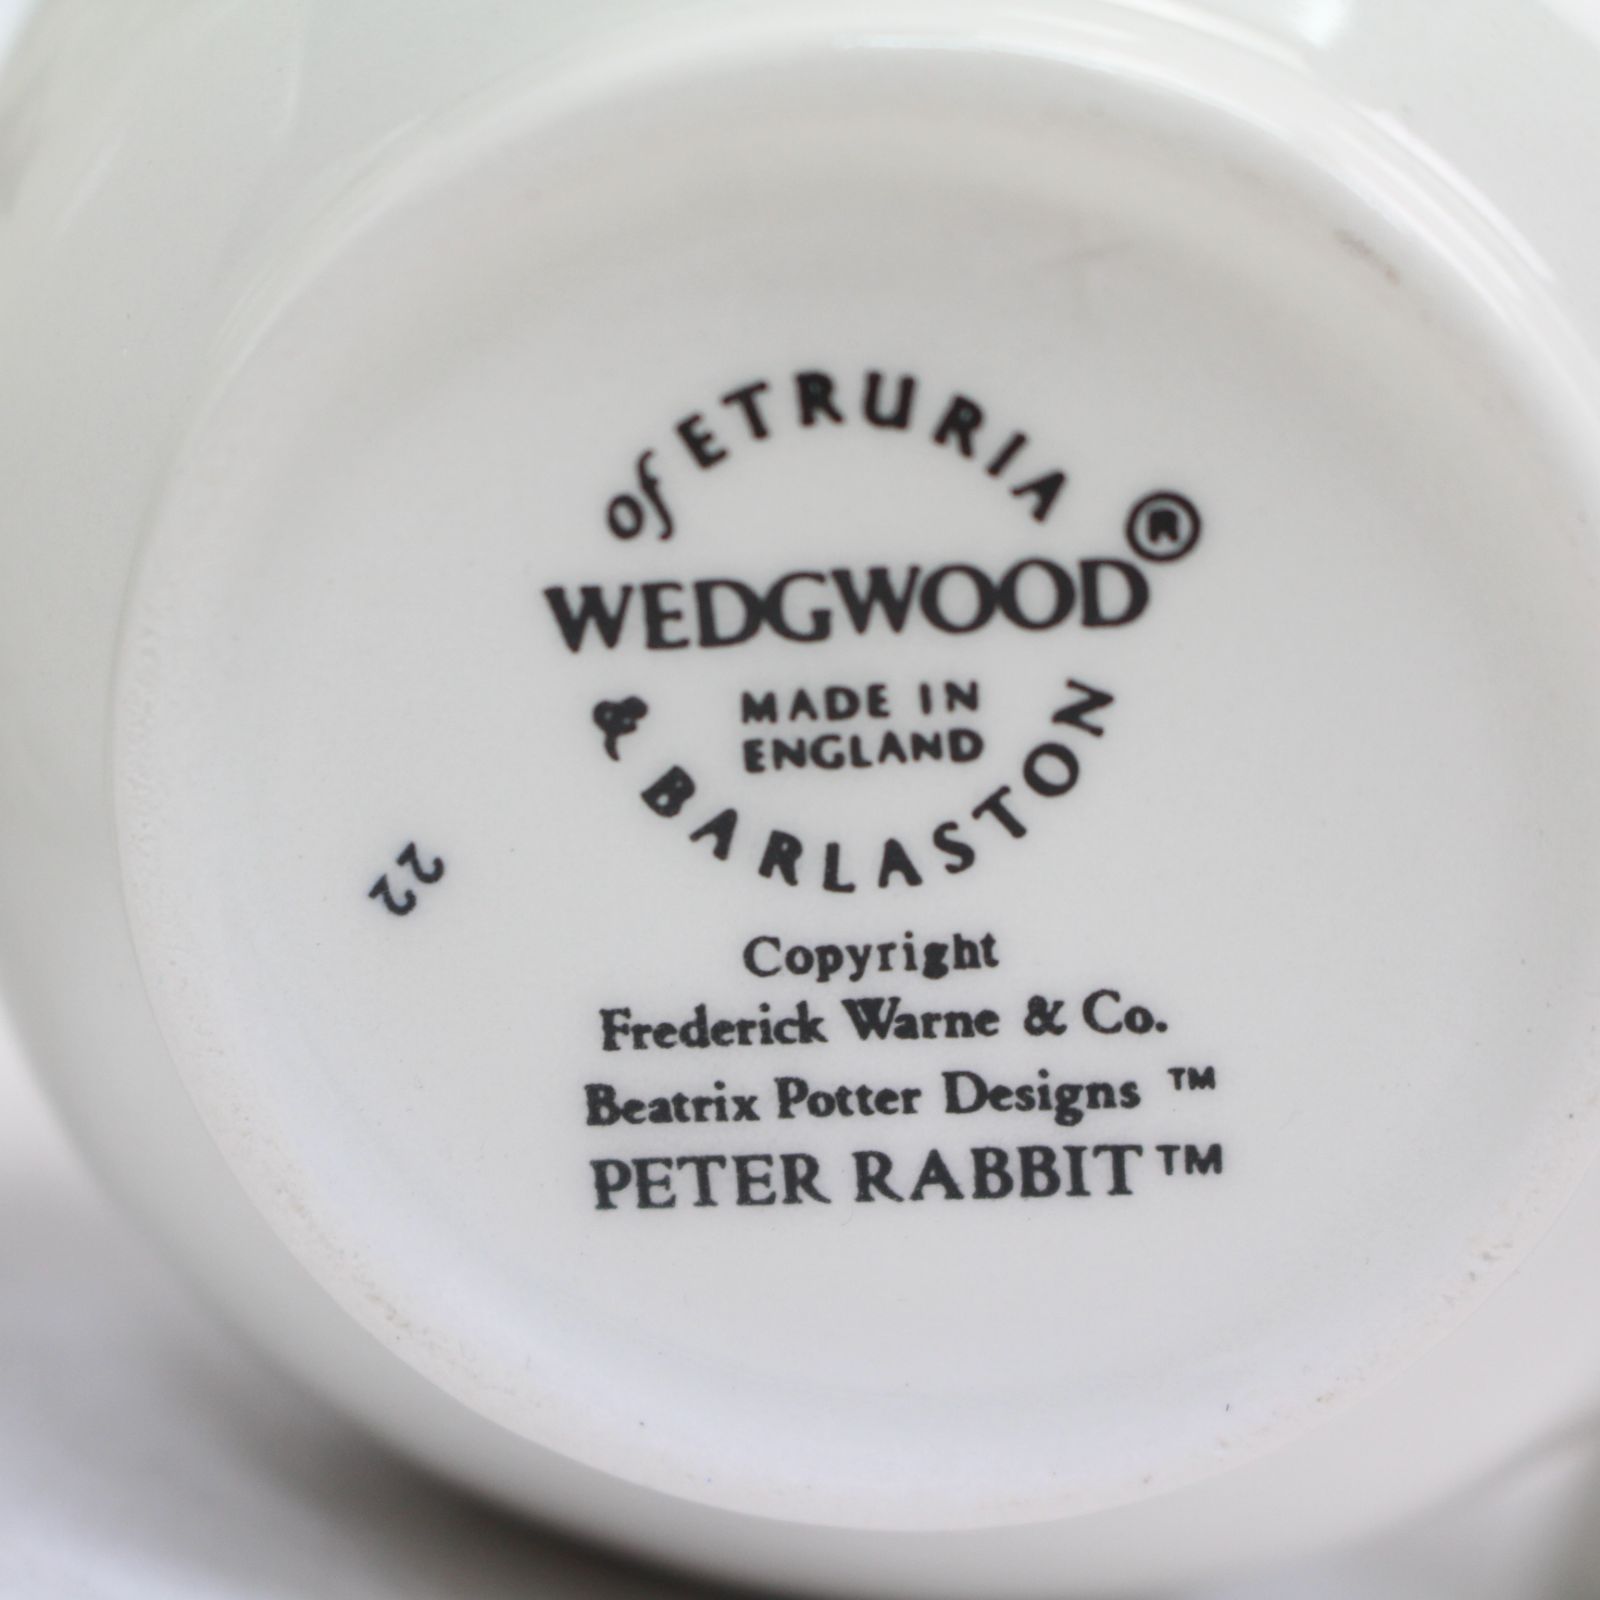 of ETRURIA
WEDGWOOD®
MADE IN
ENGLAND
& BARLASTON
22
Copyright
Frederick Warne & Co.
Beatrix Potter Designs ™
PETER RABBIT™